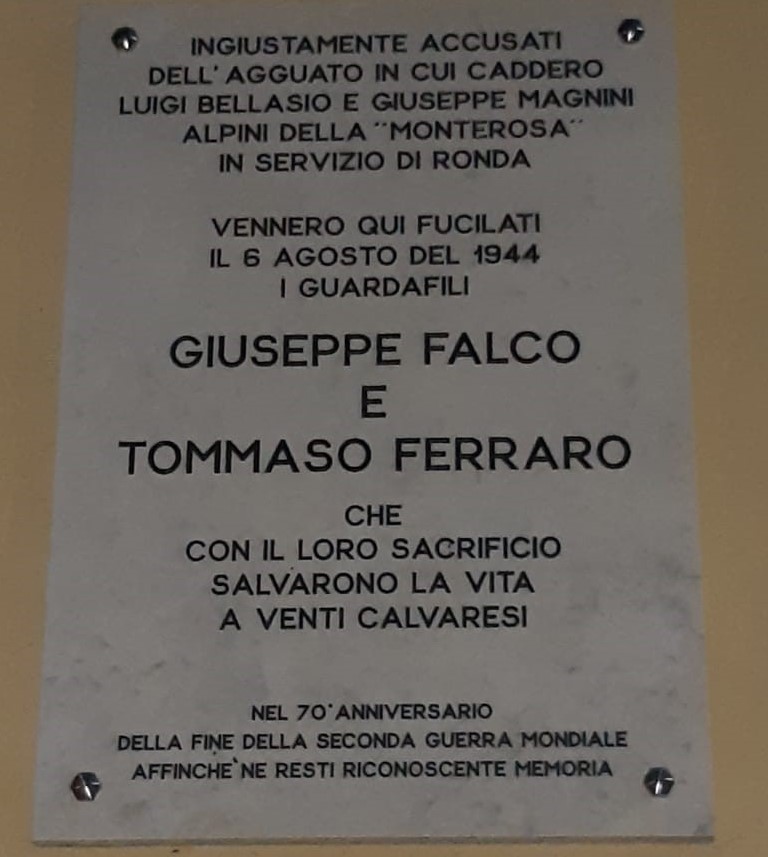 INGIUSTAMENTE ACCUSATI
DELL'AGGUATO IN CUI CADDERO
LUIGI BELLASIO E GIUSEPPE MAGNINI
ALPINI DELLA "MONTEROSA"
IN SERVIZIO DI RONDA
VENNERO QUI FUCILATI
IL 6 AGOSTO DEL 1944
I GUARDAFILI
GIUSEPPE FALCO
E
TOMMASO FERRARO
CHE
CON IL LORO SACRIFICIO
SALVARONO LA VITA
A VENTI CALVARESI
NEL 70° ANNIVERSARIO
DELLA FINE DELLA SECONDA GUERRA MONDIALE
AFFINCHE` NE RESTI RICONOSCENTE MEMORIA